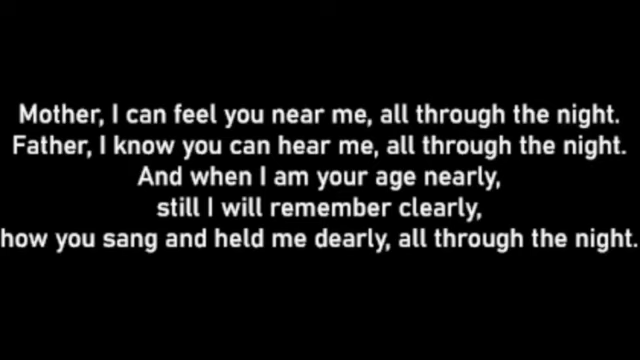 Mother, I can feel you near me, all through the night.
Father, I know you can hear me, all through the night.
And when I am your age nearly,
still I will remember clearly,
how you sang and held me dearly, all through the night.